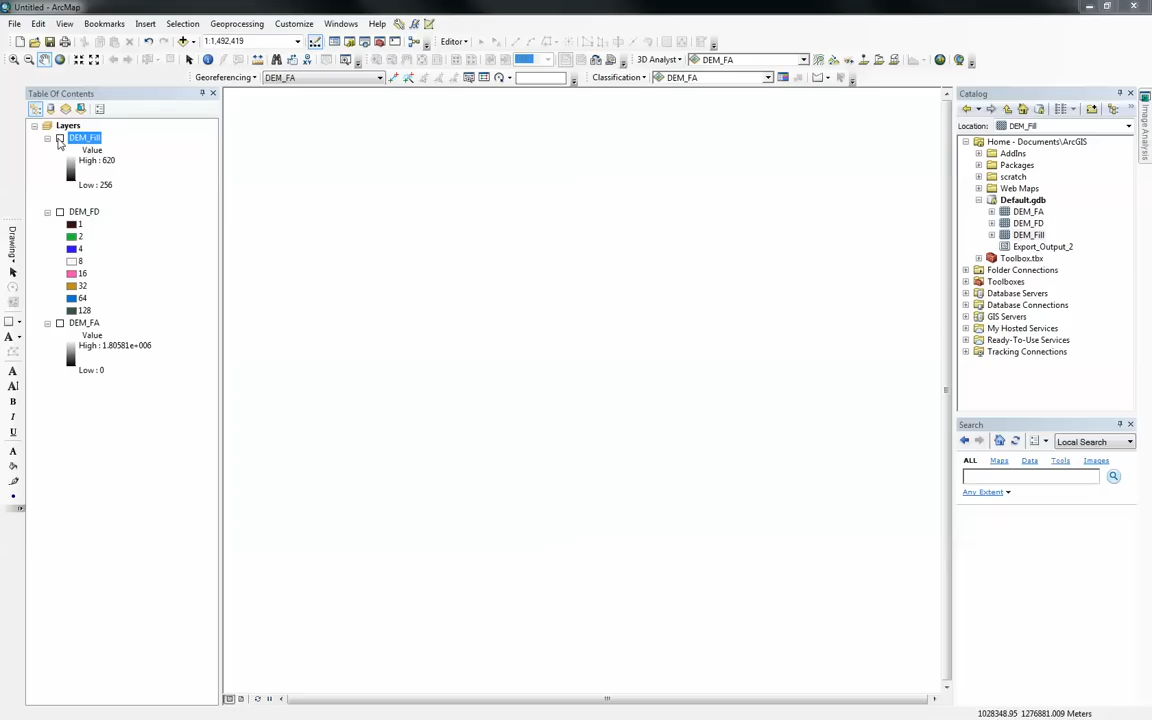 Untitled - ArcMap
File Edit View Bookmarks Insert Selection Geoprocessing Customize Windows Help
1:1,492,419
Editor
3D Analyst
DEM_FA
Georeferencing
DEM_FA
Classification
DEM_FA
Table Of Contents
Layers
DEM_Fill
Value
High : 620
Low : 256
DEM_FD
1
2
4
8
16
32
64
128
DEM_FA
Value
High : 1.80581e+006
Low : 0
Drawing
Catalog
Location: DEM_Fill
Home - Documents\ArcGIS
AddIns
Packages
scratch
Web Maps
Default.gdb
DEM_FA
DEM_FD
DEM_Fill
Export_Output_2
Toolbox.tbx
Folder Connections
Toolboxes
Database Servers
Database Connections
GIS Servers
My Hosted Services
Ready-To-Use Services
Tracking Connections
Image Analysis
Search
Local Search
ALL Maps Data Tools Images
Any Extent
1028348.95 1276881.009 Meters